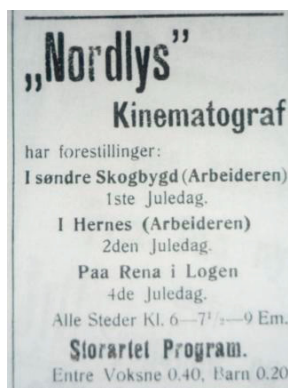 „Nordlys”
Kinematograf
har forestillinger:
I søndre Skogbygd (Arbeideren)
1ste Juledag.
I Hernes (Arbeideren)
2den Juledag.
Paa Rena i Logen
4de Juledag.
Alle Steder Kl. 6—7½—9 Em.
Storartet Program.
Entre Voksne 0.40, Barn 0.20